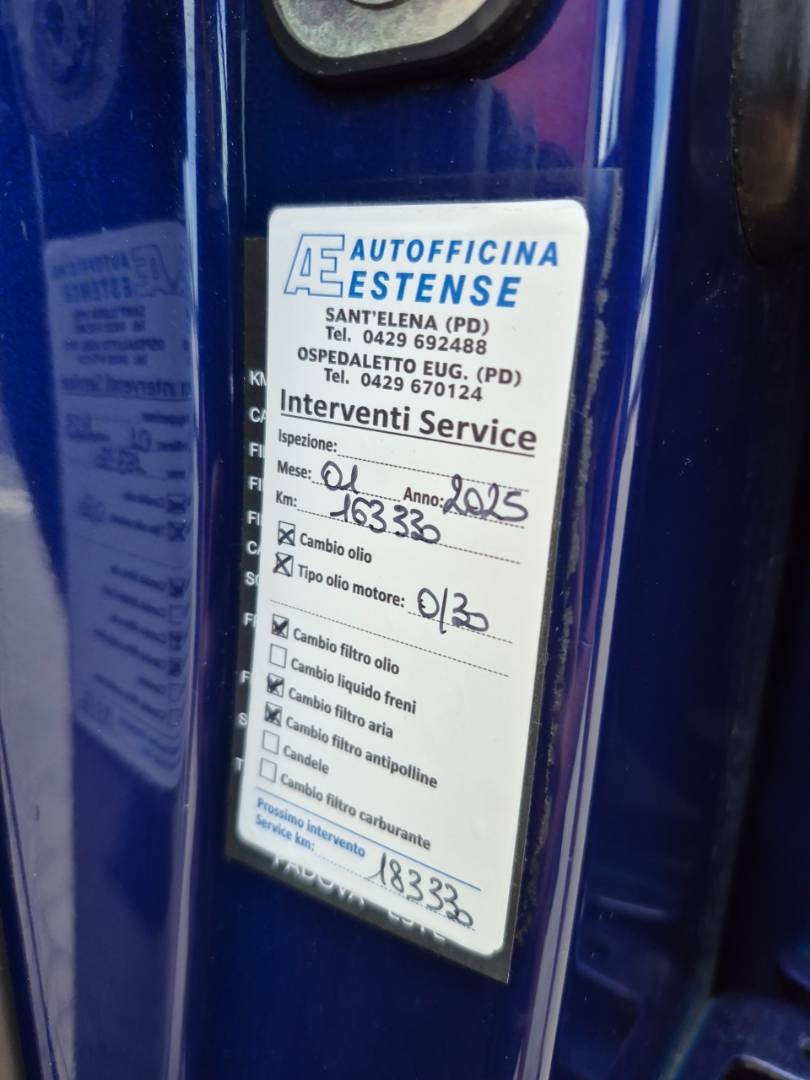 AE AUTOFFICINA
ESTENSE
SANT'ELENA (PD)
Tel. 0429 692488
OSPEDALETTO EUG. (PD)
Tel. 0429 670124
Interventi Service
Ispezione:
Mese: 01 Anno: 2025
Km: 163330
Cambio olio
Tipo olio motore: 0/30
Cambio filtro olio
Cambio liquido freni
Cambio filtro aria
Cambio filtro antipolline
Candele
Cambio filtro carburante
Prossimo intervento
Service km: 183330